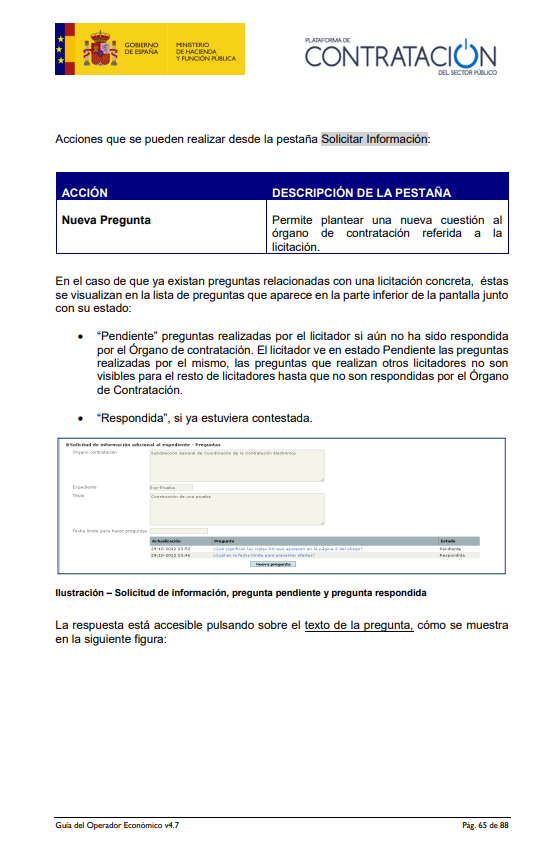 GOBIERNO
DE ESPAÑA
MINISTERIO
DE HACIENDA
Y FUNCIÓN PÚBLICA
PLATAFORMA DE
CONTRATACIÓN
DEL SECTOR PÚBLICO
Acciones que se pueden realizar desde la pestaña Solicitar Información:
ACCIÓN DESCRIPCIÓN DE LA PESTAÑA
Nueva Pregunta Permite plantear una nueva cuestión al
órgano de contratación referida a la
licitación.
En el caso de que ya existan preguntas relacionadas con una licitación concreta, éstas
se visualizan en la lista de preguntas que aparece en la parte inferior de la pantalla junto
con su estado:
• “Pendiente” preguntas realizadas por el licitador si aún no ha sido respondida
por el Órgano de contratación. El licitador ve en estado Pendiente las preguntas
realizadas por el mismo, las preguntas que realizan otros licitadores no son
visibles para el resto de licitadores hasta que no son respondidas por el Órgano
de Contratación.
• “Respondida”, si ya estuviera contestada.
Solicitud de información adicional al expediente - Preguntas
Órgano contratación Subdirección General de Coordinación de la Contratación Electrónica
Expediente Exp-Prueba
Título Construcción de una prueba
Fecha límite para hacer preguntas
Actualización Pregunta Estado
29-10-2012 10:52 ¿Qué significan las siglas que aparecen en la página 2 del pliego? Pendiente
29-10-2012 10:46 ¿Cuál es la fecha límite para presentar ofertas? Respondida
Nueva pregunta
Ilustración – Solicitud de información, pregunta pendiente y pregunta respondida
La respuesta está accesible pulsando sobre el texto de la pregunta, cómo se muestra
en la siguiente figura:
Guía del Operador Económico v4.7 Pág. 65 de 88